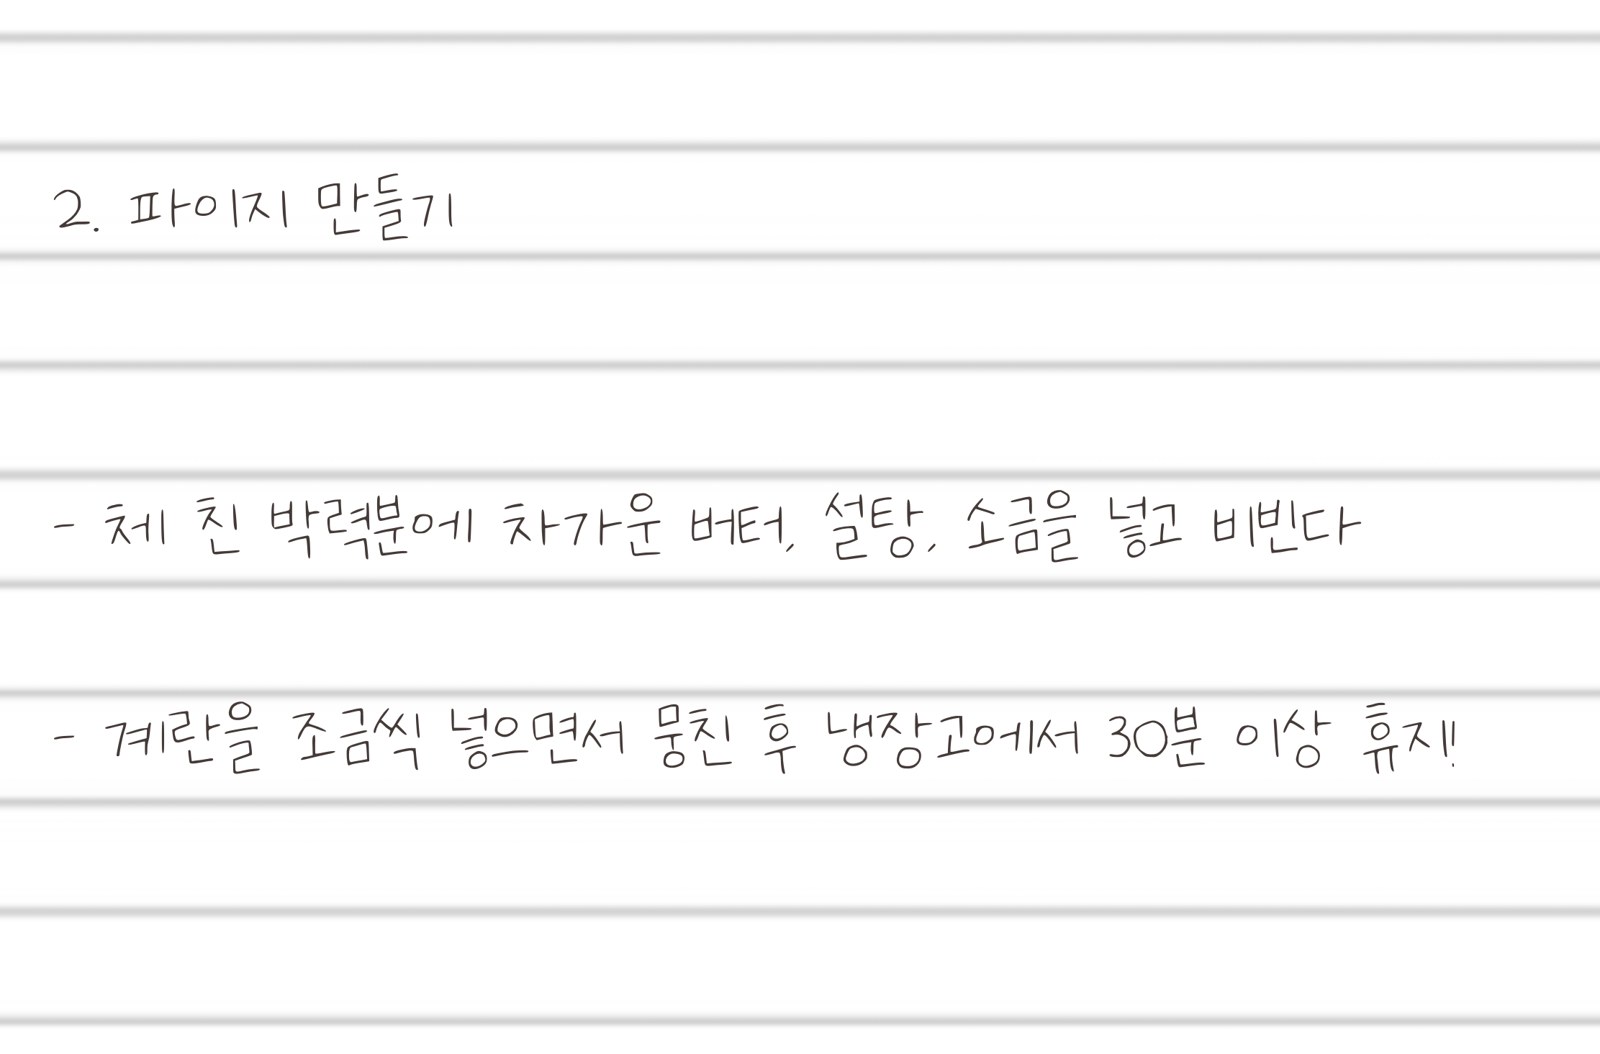 2. 파이지 만들기
- 체 친 박력분에 차가운 버터, 설탕, 소금을 넣고 비빈다
- 계란을 조금씩 넣으면서 뭉친 후 냉장고에서 30분 이상 휴지!